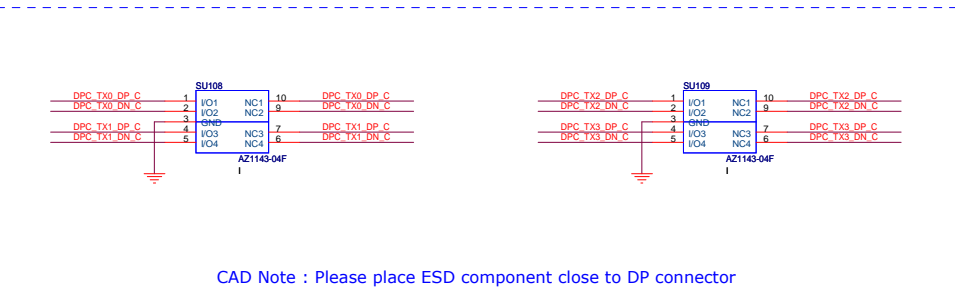 SU108
DPC_TX0_DP_C 1 I/O1 NC1 10 DPC_TX0_DP_C
DPC_TX0_DN_C 2 I/O2 NC2 9 DPC_TX0_DN_C
3 GND
DPC_TX1_DP_C 4 I/O3 NC3 7 DPC_TX1_DP_C
DPC_TX1_DN_C 5 I/O4 NC4 6 DPC_TX1_DN_C
AZ1143-04F
I
SU109
DPC_TX2_DP_C 1 I/O1 NC1 10 DPC_TX2_DP_C
DPC_TX2_DN_C 2 I/O2 NC2 9 DPC_TX2_DN_C
3 GND
DPC_TX3_DP_C 4 I/O3 NC3 7 DPC_TX3_DP_C
DPC_TX3_DN_C 5 I/O4 NC4 6 DPC_TX3_DN_C
AZ1143-04F
I
CAD Note : Please place ESD component close to DP connector